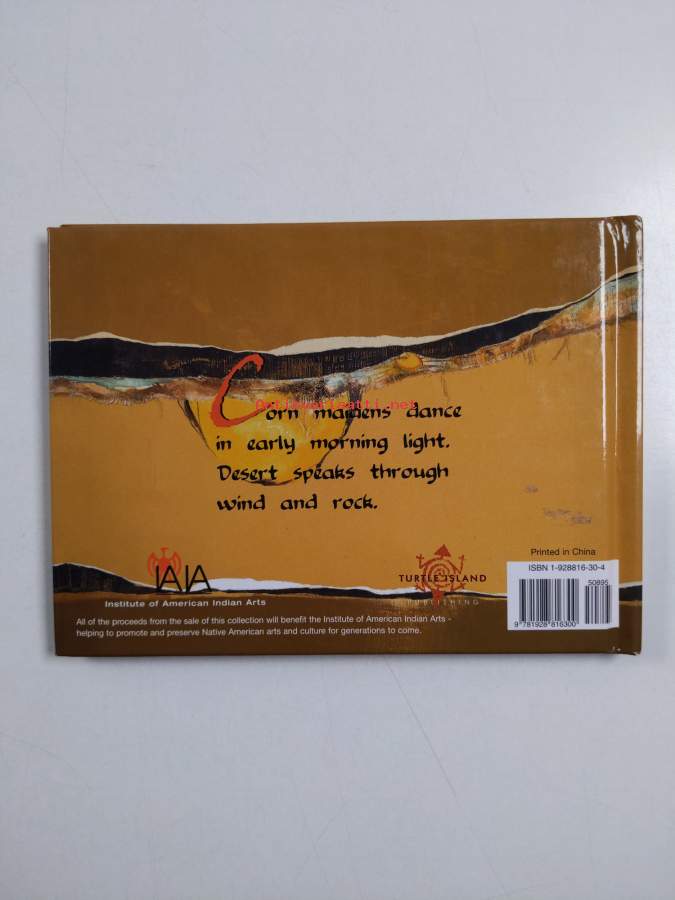 Corn maidens dance
in early morning light.
Desert speaks through
wind and rock.
Printed in China
ISBN 1-928816-30-4
50895
9 781928 816300
IAIA
Institute of American Indian Arts
TURTLE ISLAND
PUBLISHING
All of the proceeds from the sale of this collection will benefit the Institute of American Indian Arts -
helping to promote and preserve Native American arts and culture for generations to come.